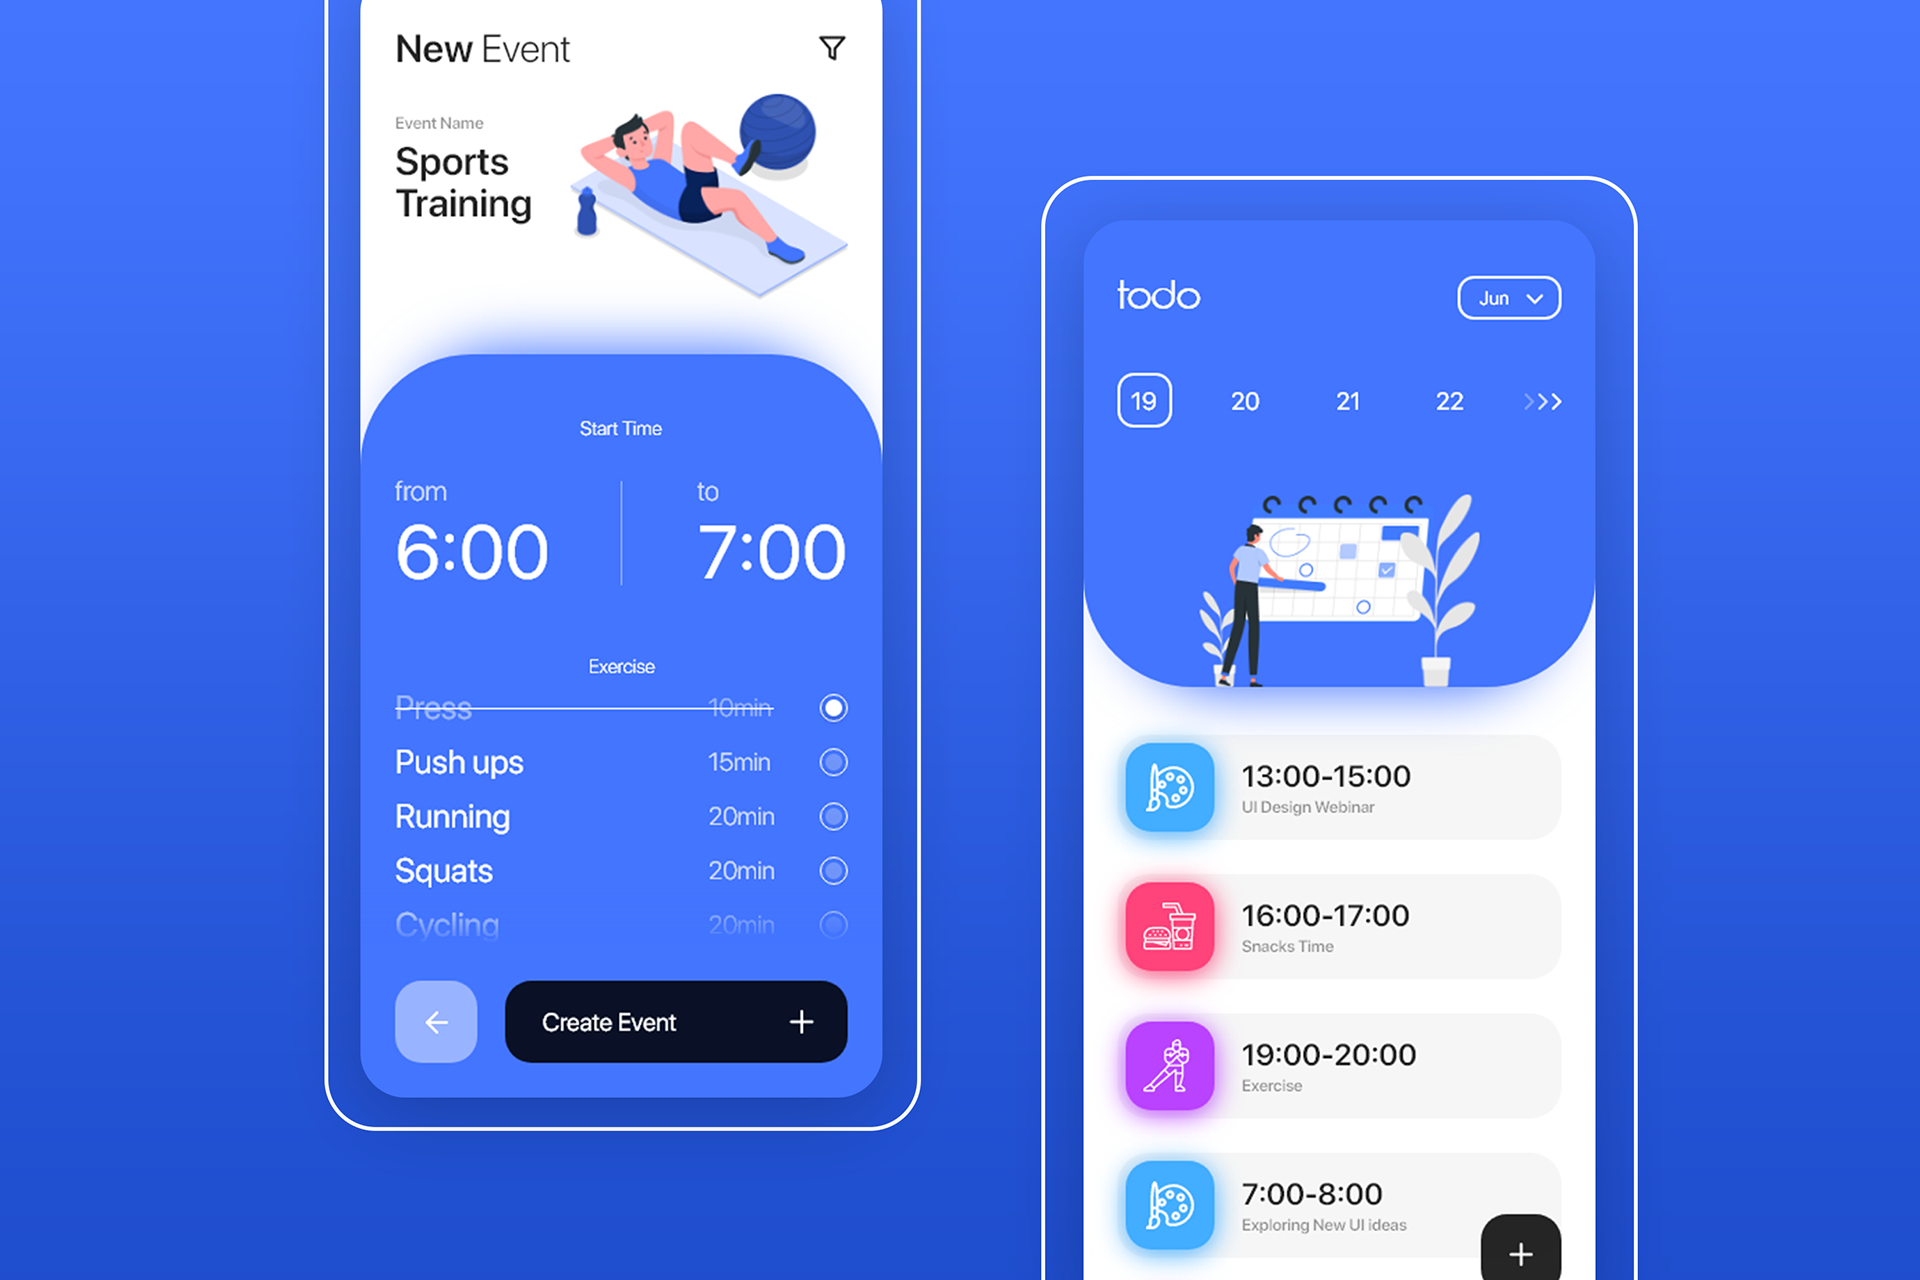 New Event
Event Name
Sports
Training
Start Time
from
to
6:00
7:00
Exercise
Press 10min
Push ups 15min
Running 20min
Squats 20min
Cycling 20min
Create Event
todo
Jun
19 20 21 22
13:00-15:00
UI Design Webinar
16:00-17:00
Snacks Time
19:00-20:00
Exercise
7:00-8:00
Exploring New UI ideas